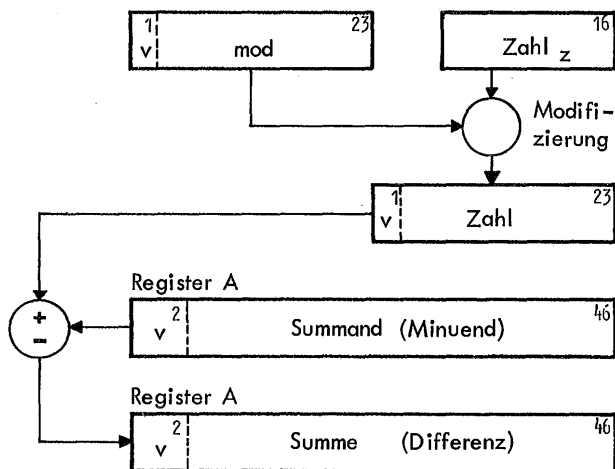 1 23 16
v mod Zahl z
Modifi-
zierung
1 23
v Zahl
Register A
+ 2 46
- v Summand (Minuend)
Register A
2 46
v Summe (Differenz)